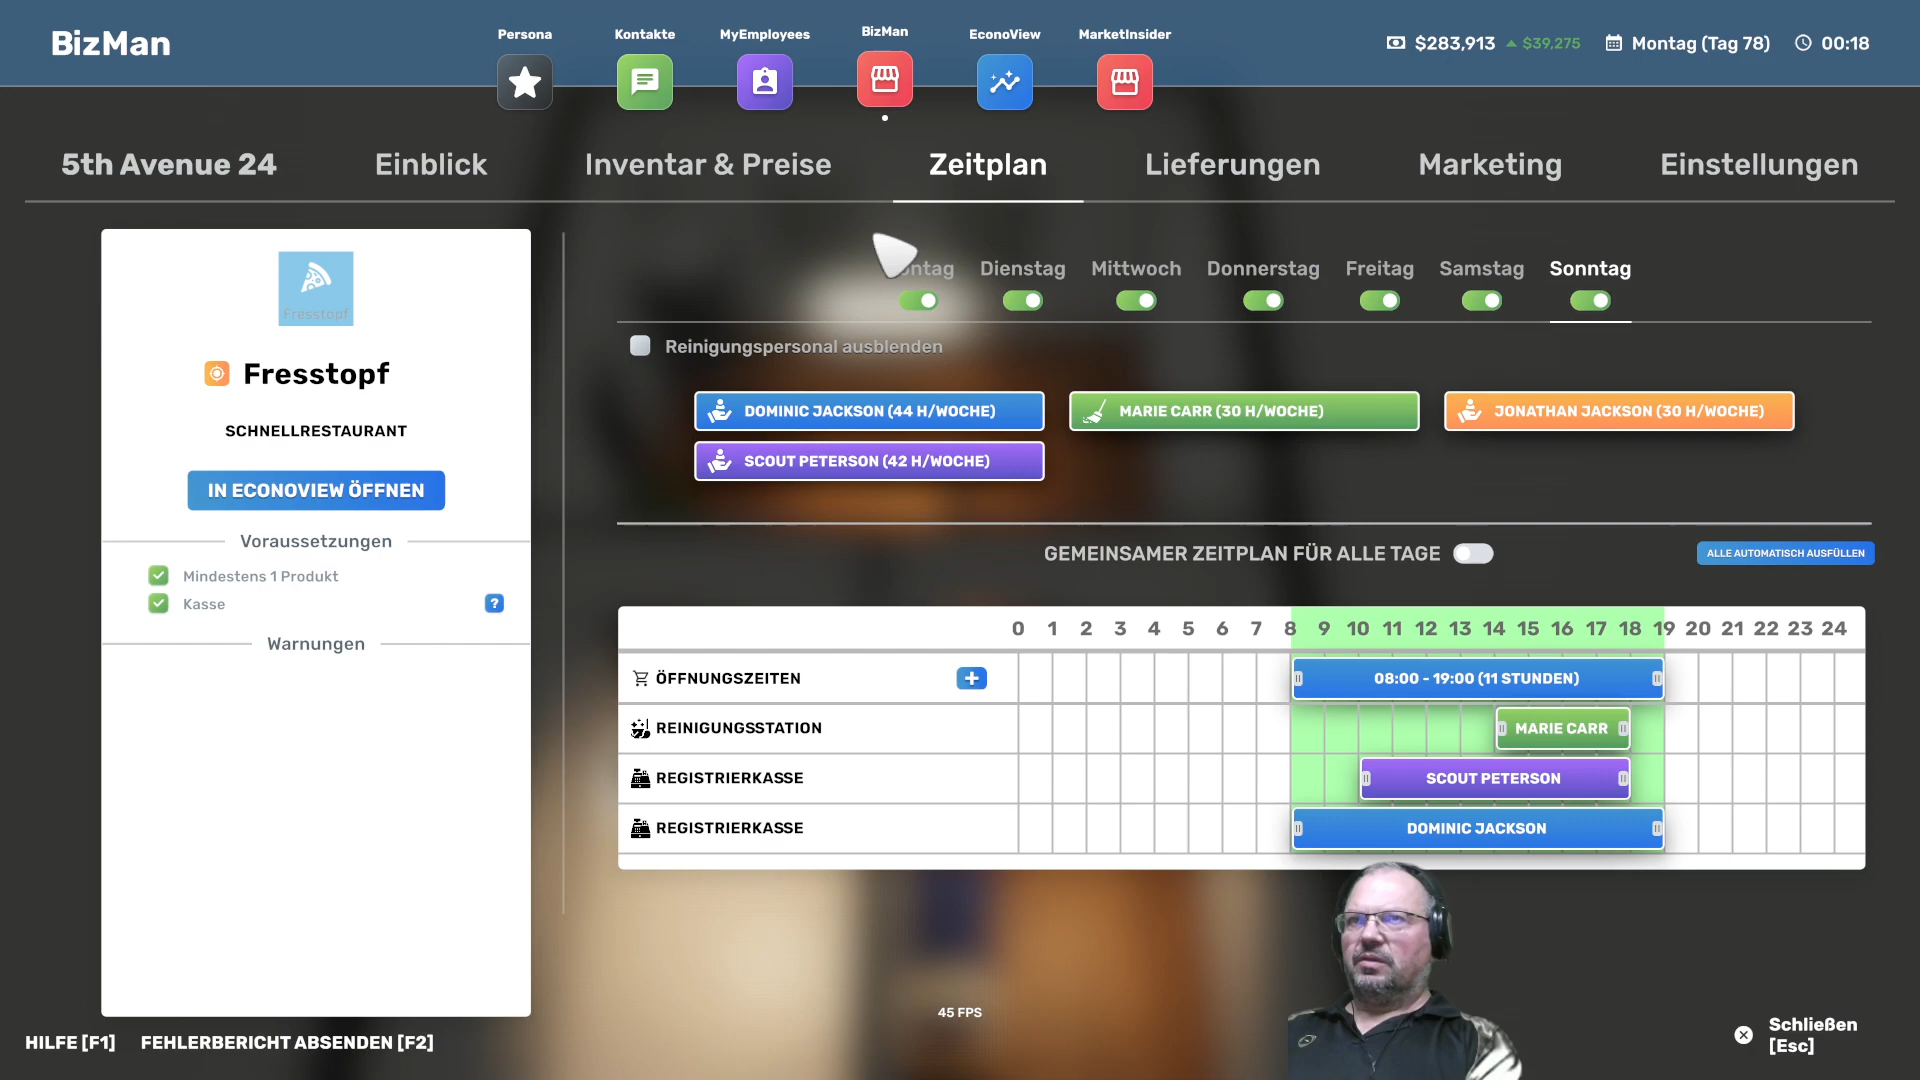 BizMan
Persona
Kontakte
MyEmployees
BizMan
EconoView
MarketInsider
$283,913
$39,275
Montag (Tag 78)
00:18
5th Avenue 24
Einblick
Inventar & Preise
Zeitplan
Lieferungen
Marketing
Einstellungen
Fresstopf
Fresstopf
SCHNELLRESTAURANT
IN ECONOVIEW ÖFFNEN
Voraussetzungen
Mindestens 1 Produkt
Kasse
?
Warnungen
ntag
Dienstag
Mittwoch
Donnerstag
Freitag
Samstag
Sonntag
Reinigungspersonal ausblenden
DOMINIC JACKSON (44 H/WOCHE)
MARIE CARR (30 H/WOCHE)
JONATHAN JACKSON (30 H/WOCHE)
SCOUT PETERSON (42 H/WOCHE)
GEMEINSAMER ZEITPLAN FÜR ALLE TAGE
ALLE AUTOMATISCH AUSFÜLLEN
0 1 2 3 4 5 6 7 8 9 10 11 12 13 14 15 16 17 18 19 20 21 22 23 24
ÖFFNUNGSZEITEN
08:00 - 19:00 (11 STUNDEN)
REINIGUNGSSTATION
MARIE CARR
REGISTRIERKASSE
SCOUT PETERSON
REGISTRIERKASSE
DOMINIC JACKSON
45 FPS
HILFE [F1]
FEHLERBERICHT ABSENDEN [F2]
Schließen
[Esc]